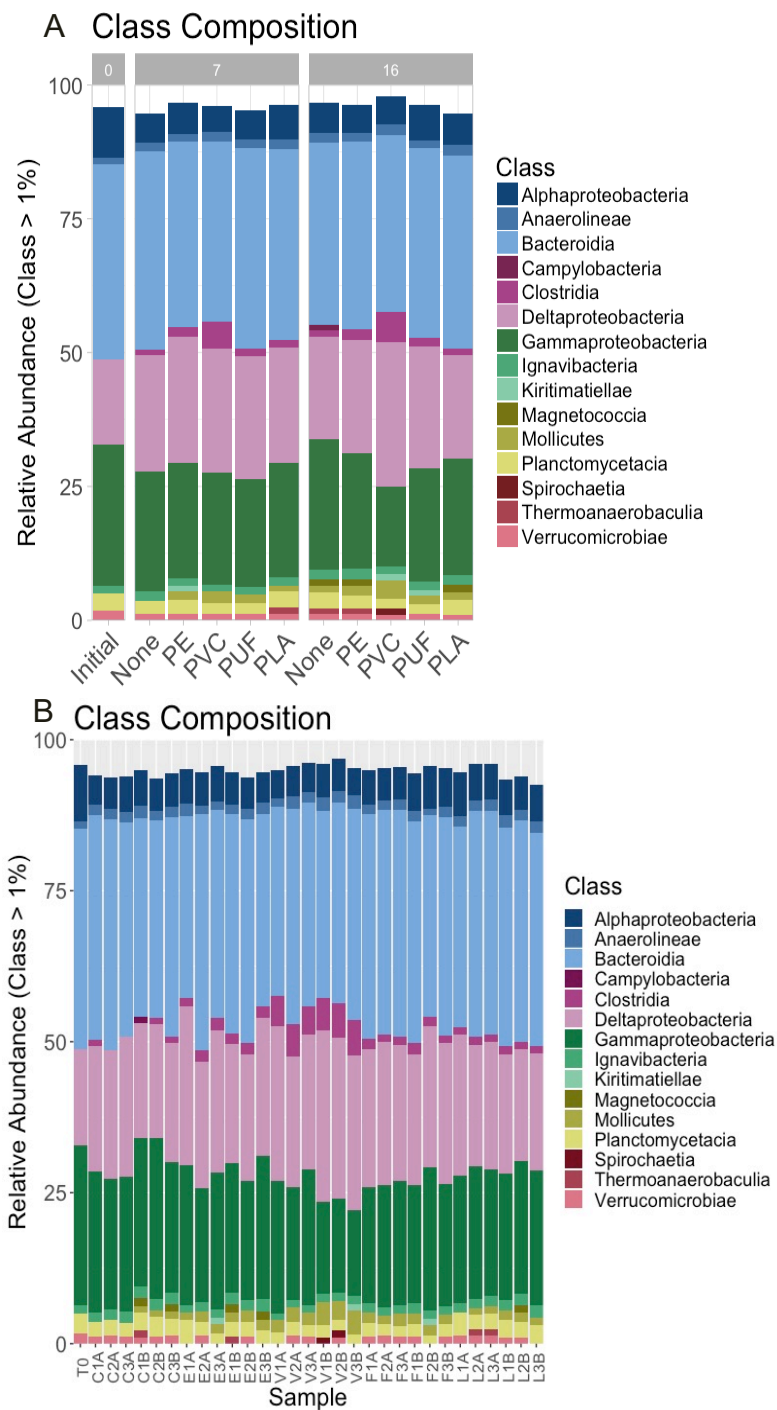 A Class Composition
0 7 16
100
75
50
25
0
Relative Abundance (Class > 1%)
Initial None PE PVC PUF PLA None PE PVC PUF PLA
Class
Alphaproteobacteria
Anaerolineae
Bacteroidia
Campylobacteria
Clostridia
Deltaproteobacteria
Gammaproteobacteria
Ignavibacteria
Kiritimatiellae
Magnetococcia
Mollicutes
Planctomycetacia
Spirochaetia
Thermoanaerobaculia
Verrucomicrobiae
B Class Composition
100
75
50
25
0
Relative Abundance (Class > 1%)
T0 C1A C2A C3A C1B C2B C3B E1A E2A E3A E1B E2B E3B V1A V2A V3A V1B V2B V3B F1A F2A F3A F1B F2B F3B L1A L2A L3A L1B L2B L3B
Sample
Class
Alphaproteobacteria
Anaerolineae
Bacteroidia
Campylobacteria
Clostridia
Deltaproteobacteria
Gammaproteobacteria
Ignavibacteria
Kiritimatiellae
Magnetococcia
Mollicutes
Planctomycetacia
Spirochaetia
Thermoanaerobaculia
Verrucomicrobiae